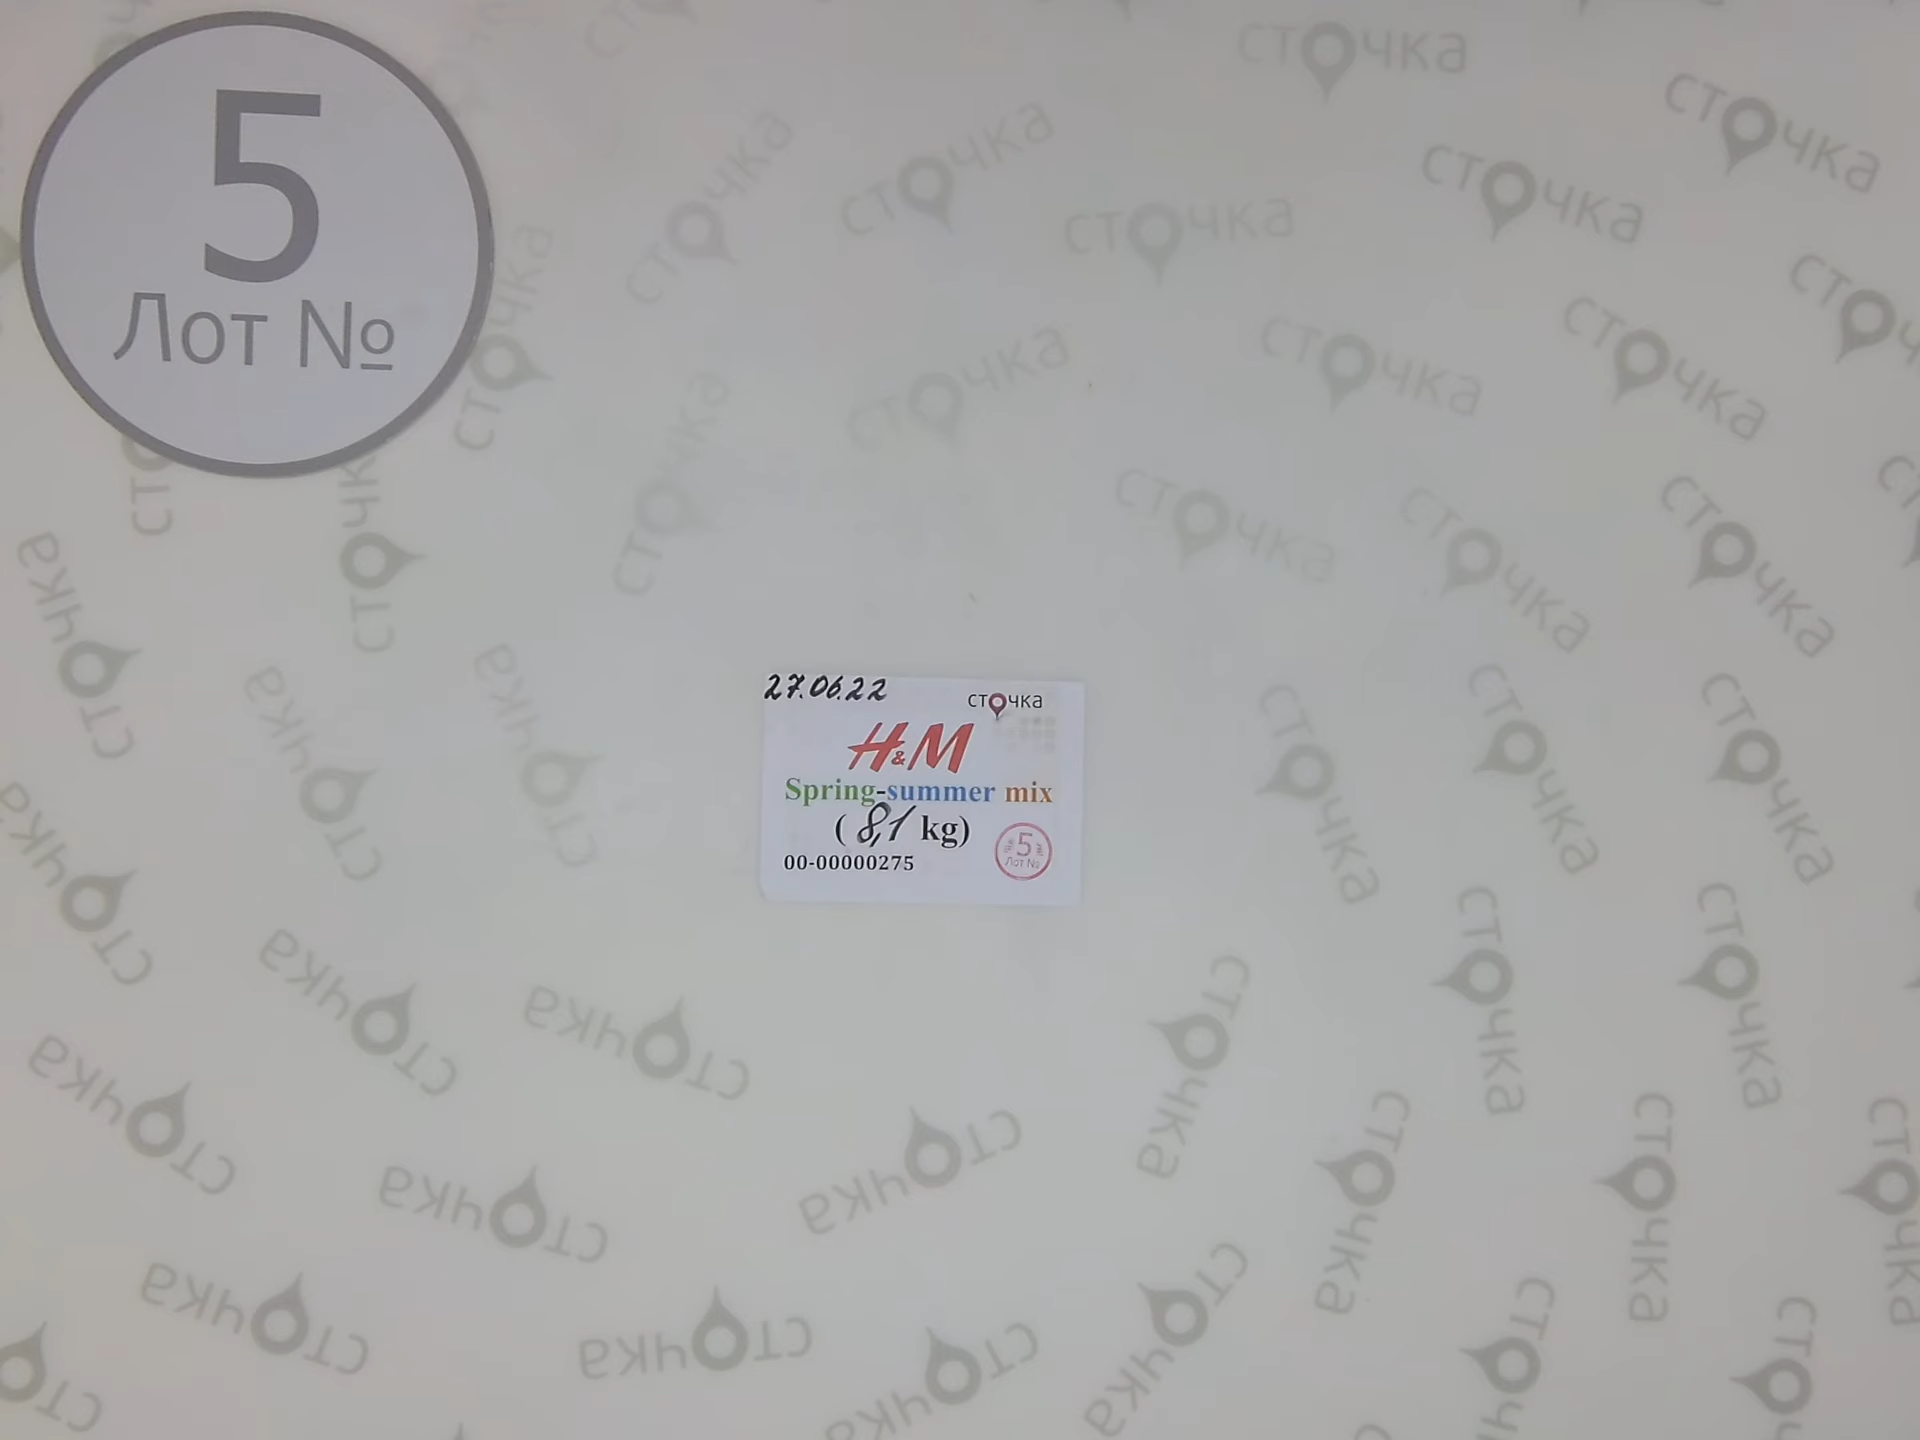 5
Лот №
27.06.22
сточка
H&M
Spring-summer mix
(8,1 kg)
00-00000275
5
Лот №